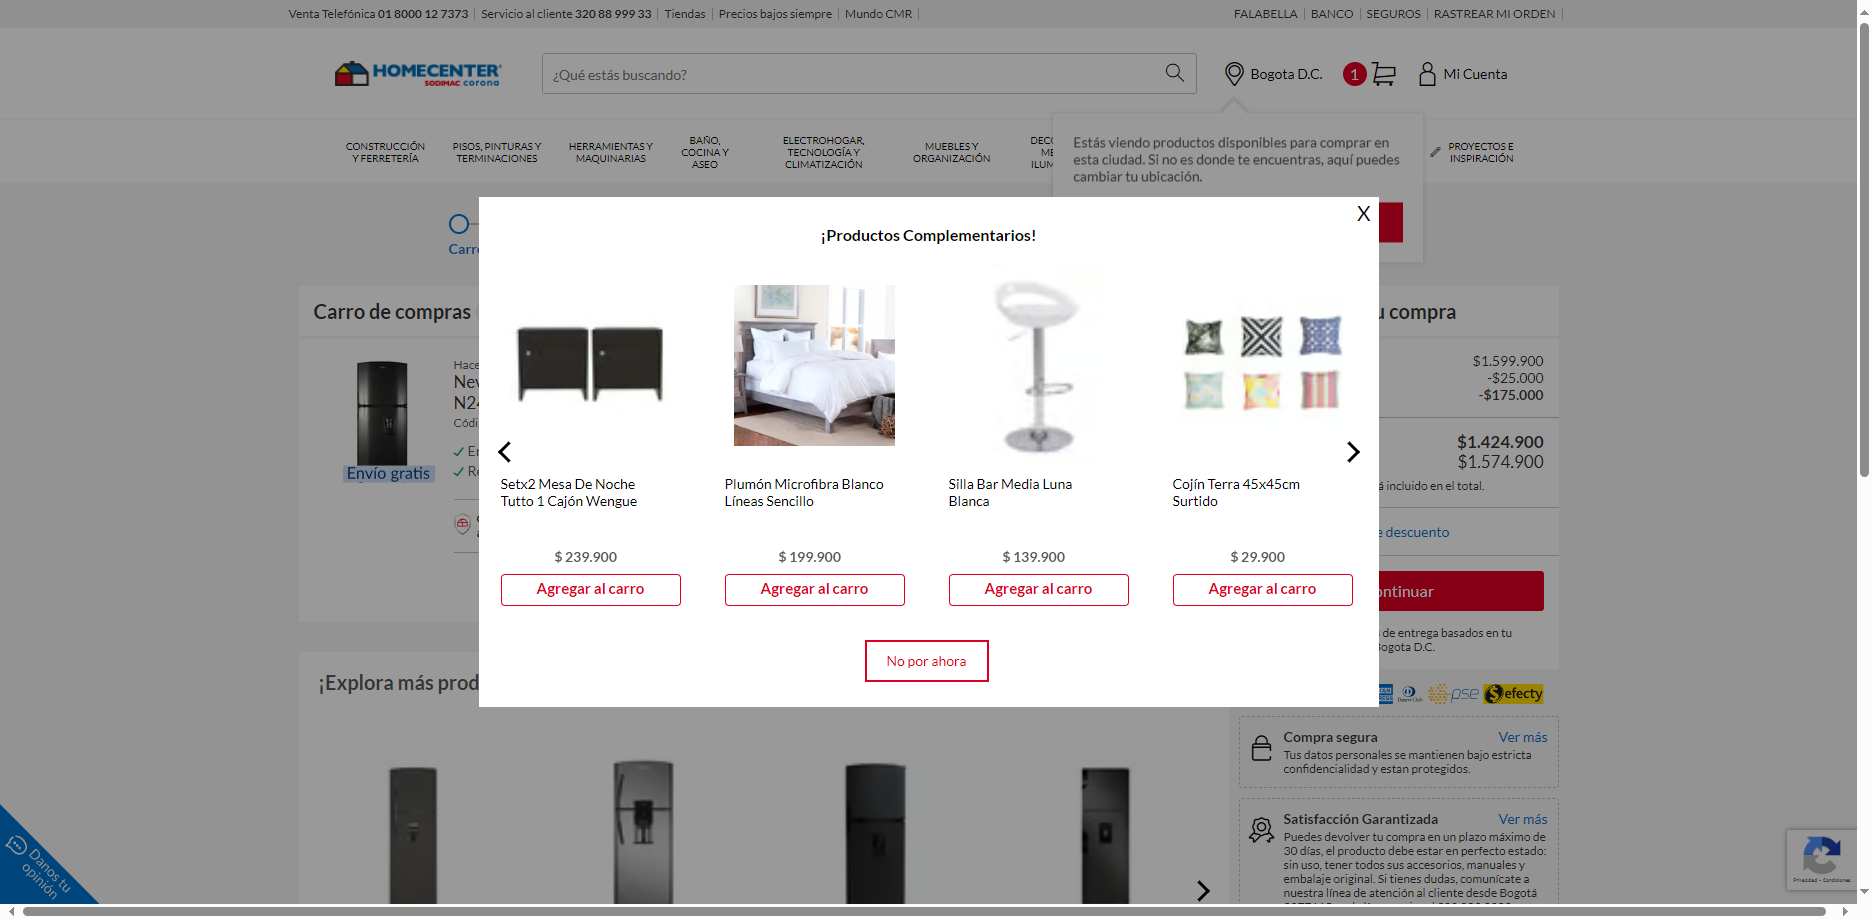 Venta Telefónica 01 8000 12 7373 | Servicio al cliente 320 88 999 33 | Tiendas | Precios bajos siempre | Mundo CMR |
FALABELLA | BANCO | SEGUROS | RASTREAR MI ORDEN |
HOMECENTER
SODIMAC corona
¿Qué estás buscando?
Bogota D.C.
1
Mi Cuenta
CONSTRUCCIÓN
Y FERRETERÍA
PISOS, PINTURAS Y
TERMINACIONES
HERRAMIENTAS Y
MAQUINARIAS
BAÑO,
COCINA Y
ASEO
ELECTROHOGAR,
TECNOLOGÍA Y
CLIMATIZACIÓN
MUEBLES Y
ORGANIZACIÓN
PROYECTOS E
INSPIRACIÓN
Estás viendo productos disponibles para comprar en
esta ciudad. Si no es donde te encuentras, aquí puedes
cambiar tu ubicación.
X
¡Productos Complementarios!
Setx2 Mesa De Noche
Tutto 1 Cajón Wengue
$ 239.900
Agregar al carro
Plumón Microfibra Blanco
Líneas Sencillo
$ 199.900
Agregar al carro
Silla Bar Media Luna
Blanca
$ 139.900
Agregar al carro
Cojín Terra 45x45cm
Surtido
$ 29.900
Agregar al carro
No por ahora
Carro de compras
Hace
N24
Códi
Envío gratis
compra
$1.599.900
-$25.000
-$175.000
$1.424.900
$1.574.900
incluido en el total.
descuento
ontinuar
de entrega basados en tu
Bogota D.C.
Diners Club
pse
Efecty
¡Explora más prod
Compra segura
Ver más
Tus datos personales se mantienen bajo estricta
confidencialidad y estan protegidos.
Satisfacción Garantizada
Ver más
Puedes devolver tu compra en un plazo máximo de
30 días, el producto debe estar en perfecto estado:
sin uso, tener todos sus accesorios, manuales y
embalaje original. Si tienes dudas, comunícate a
nuestra línea de atención al cliente desde Bogotá
Danos tu
opinión
Privacidad - Condiciones